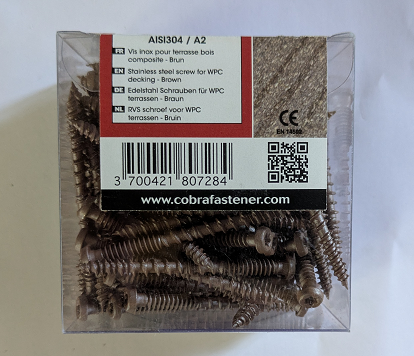 AISI304 / A2
FR Vis inox pour terrasse bois
composite - Brun
EN Stainless steel screw for WPC
decking - Brown
DE Edelstahl Schrauben für WPC
terrassen - Braun
NL RVS schroef voor WPC
terrassen - Bruin
CE
EN 14592
3 700421 807284
www.cobrafastener.com